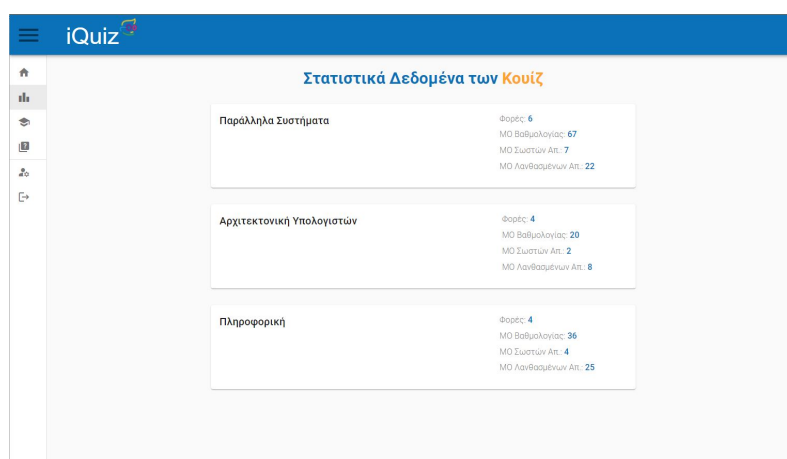 iQuiz
Στατιστικά Δεδομένα των Κουίζ
Παράλληλα Συστήματα
Φορές: 6
ΜΟ Βαθμολογίας: 67
ΜΟ Σωστών Απ.: 7
ΜΟ Λανθασμένων Απ.: 22
Αρχιτεκτονική Υπολογιστών
Φορές: 4
ΜΟ Βαθμολογίας: 20
ΜΟ Σωστών Απ.: 2
ΜΟ Λανθασμένων Απ.: 8
Πληροφορική
Φορές: 4
ΜΟ Βαθμολογίας: 36
ΜΟ Σωστών Απ.: 4
ΜΟ Λανθασμένων Απ.: 25